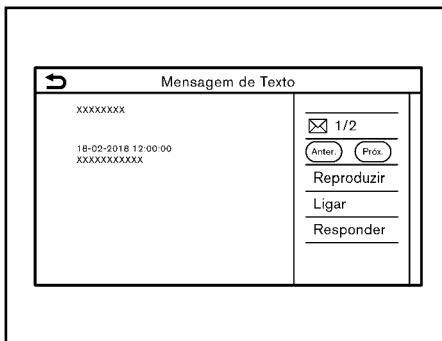 Mensagem de Texto
XXXXXXXX
18-02-2018 12:00:00
XXXXXXXXXXX
1/2
Anter. Próx.
Reproduzir
Ligar
Responder